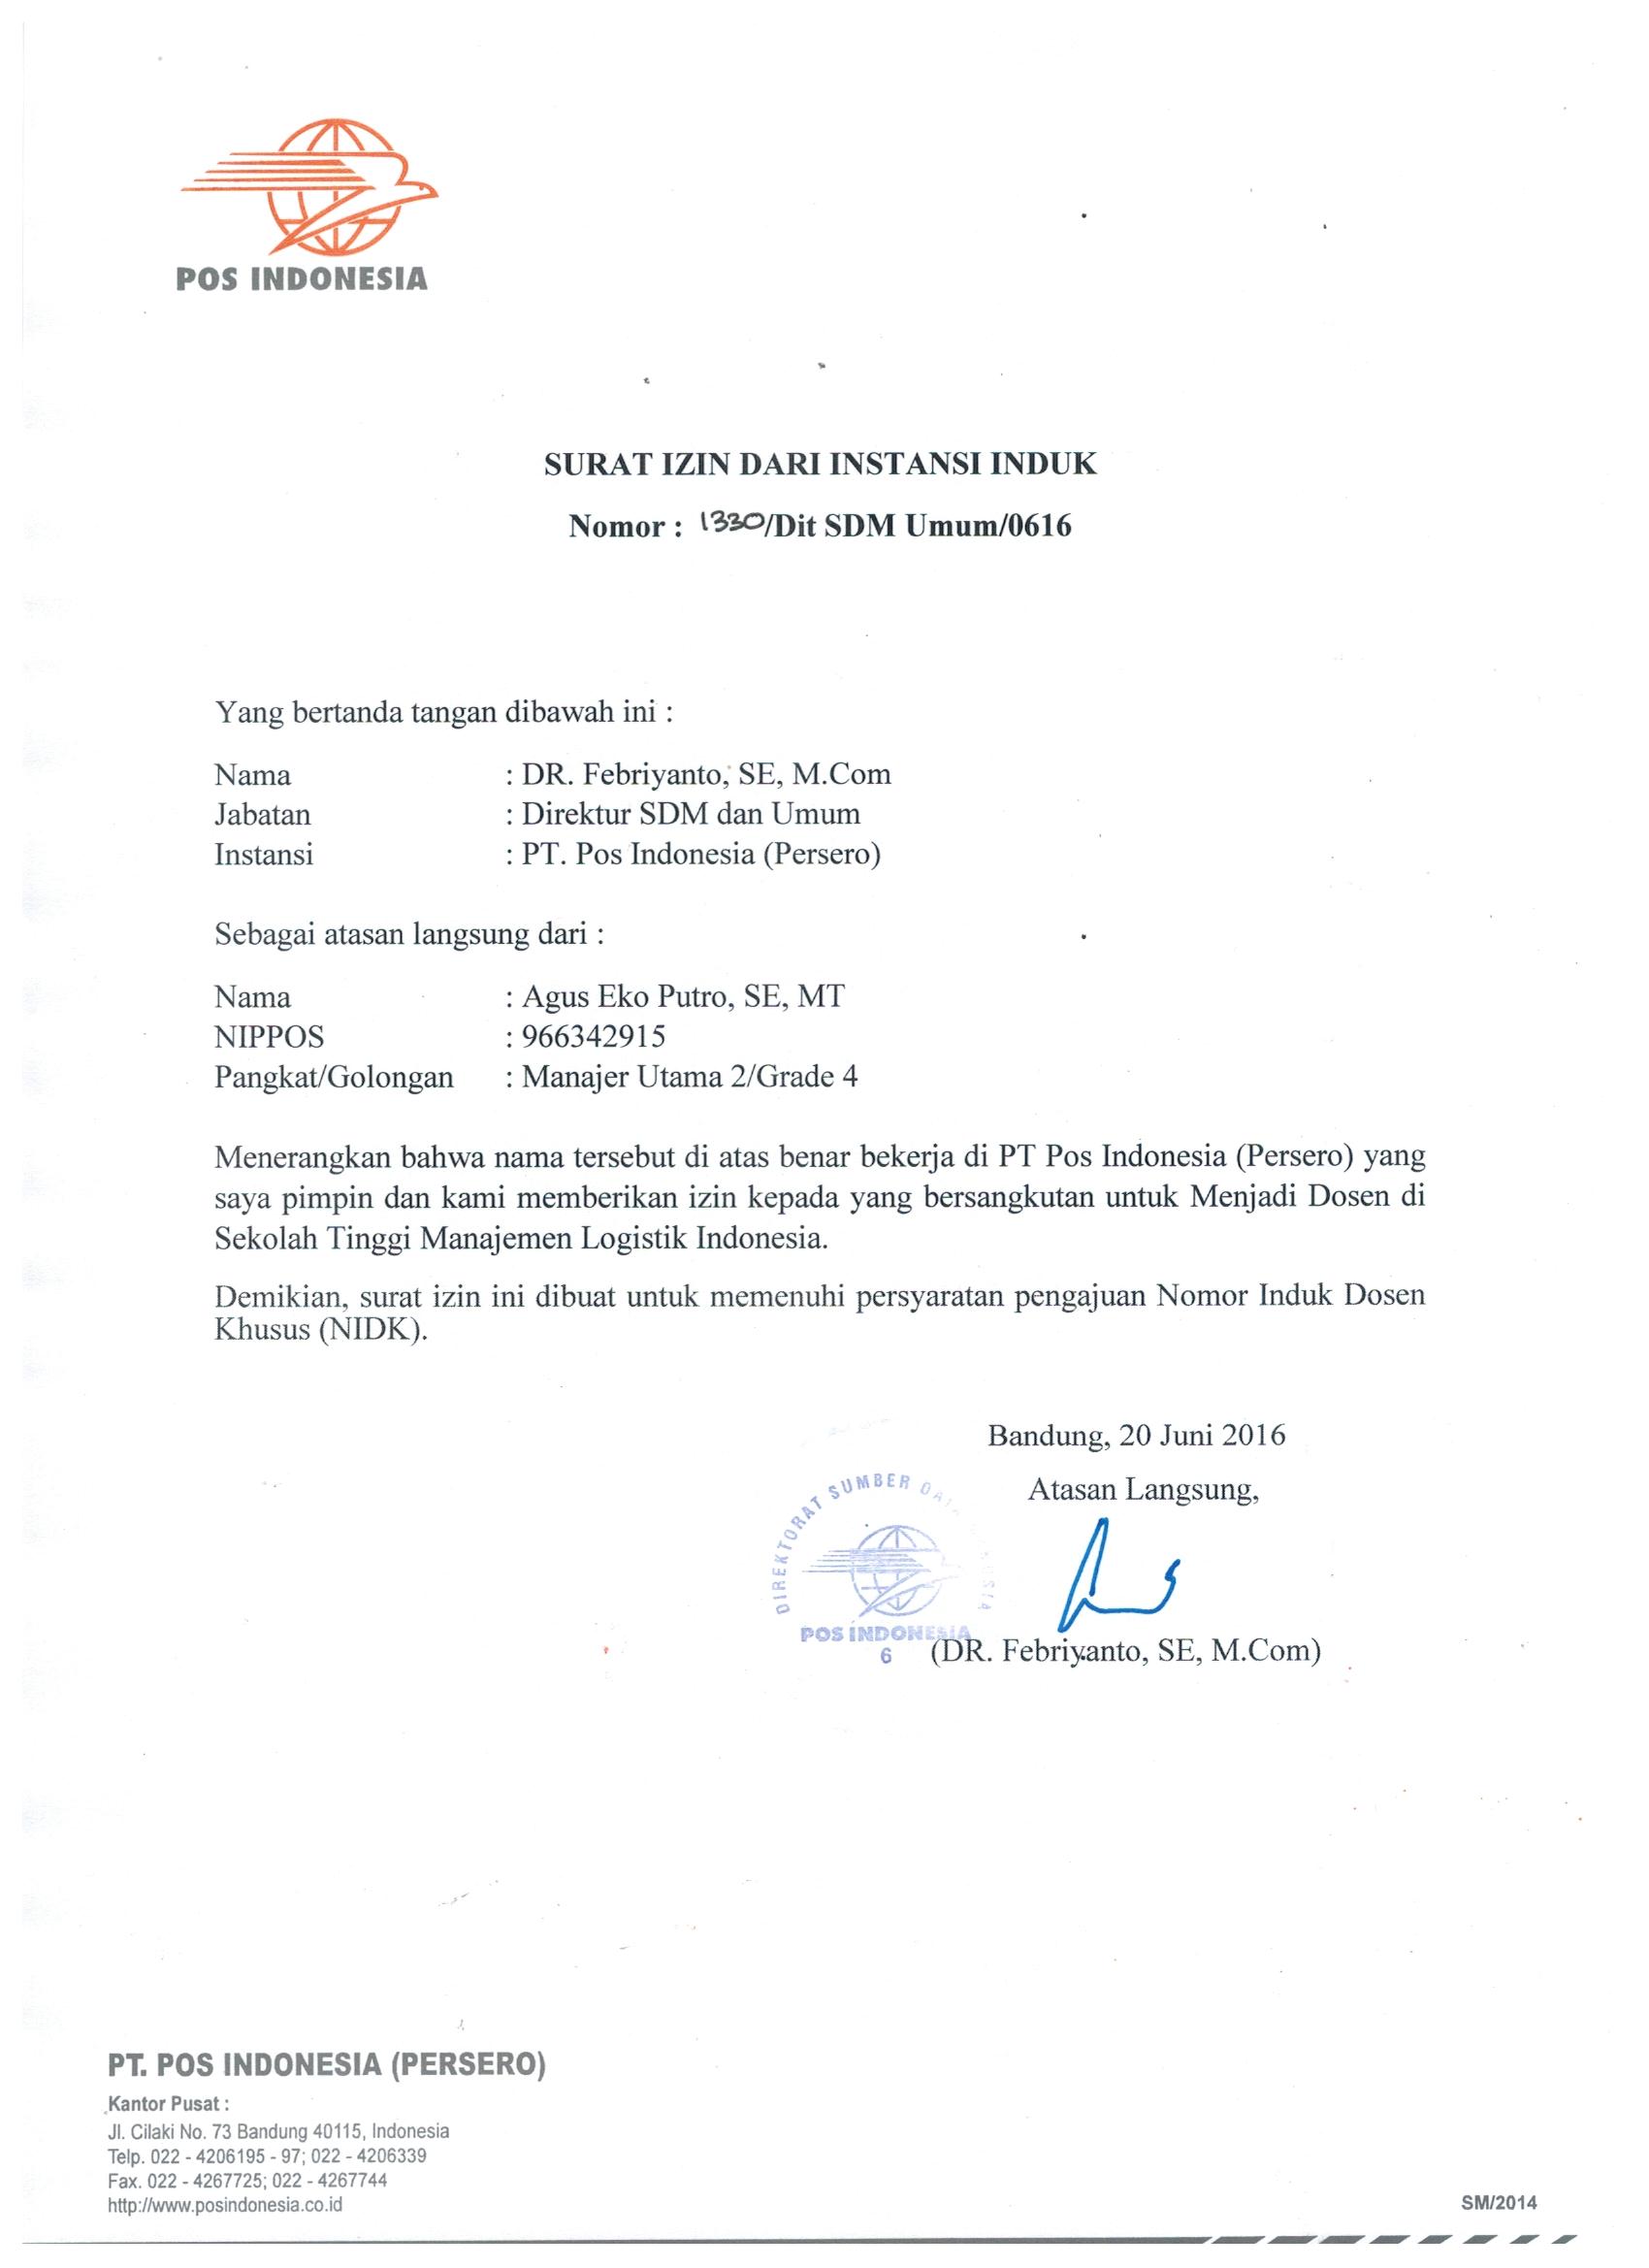 POS INDONESIA
SURAT IZIN DARI INSTANSI INDUK
Nomor : 1330/Dit SDM Umum/0616
Yang bertanda tangan dibawah ini :
Nama : DR. Febriyanto, SE, M.Com
Jabatan : Direktur SDM dan Umum
Instansi : PT. Pos Indonesia (Persero)
Sebagai atasan langsung dari :
Nama : Agus Eko Putro, SE, MT
NIPPOS : 966342915
Pangkat/Golongan : Manajer Utama 2/Grade 4
Menerangkan bahwa nama tersebut di atas benar bekerja di PT Pos Indonesia (Persero) yang
saya pimpin dan kami memberikan izin kepada yang bersangkutan untuk Menjadi Dosen di
Sekolah Tinggi Manajemen Logistik Indonesia.
Demikian, surat izin ini dibuat untuk memenuhi persyaratan pengajuan Nomor Induk Dosen
Khusus (NIDK).
Bandung, 20 Juni 2016
Atasan Langsung,
DIREKTORAT SUMBER
POS INDONESIA
6
(DR. Febriyanto, SE, M.Com)
PT. POS INDONESIA (PERSERO)
Kantor Pusat :
Jl. Cilaki No. 73 Bandung 40115, Indonesia
Telp. 022 - 4206195 - 97; 022 - 4206339
Fax. 022 - 4267725; 022 - 4267744
http://www.posindonesia.co.id
SM/2014